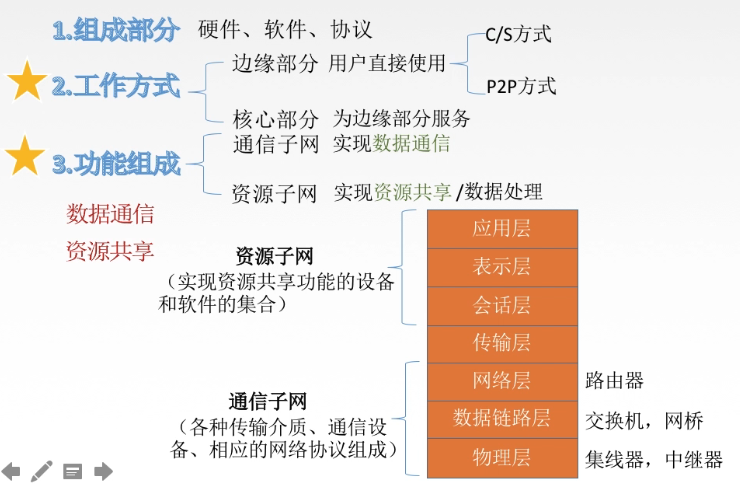 1.组成部分 硬件、软件、协议
C/S方式
边缘部分 用户直接使用
2.工作方式
P2P方式
核心部分 为边缘部分服务
通信子网 实现数据通信
3.功能组成
资源子网 实现资源共享/数据处理
数据通信
资源共享
资源子网
（实现资源共享功能的设备
和软件的集合）
应用层
表示层
会话层
传输层
网络层 路由器
数据链路层 交换机，网桥
物理层 集线器，中继器
通信子网
（各种传输介质、通信设
备、相应的网络协议组成）